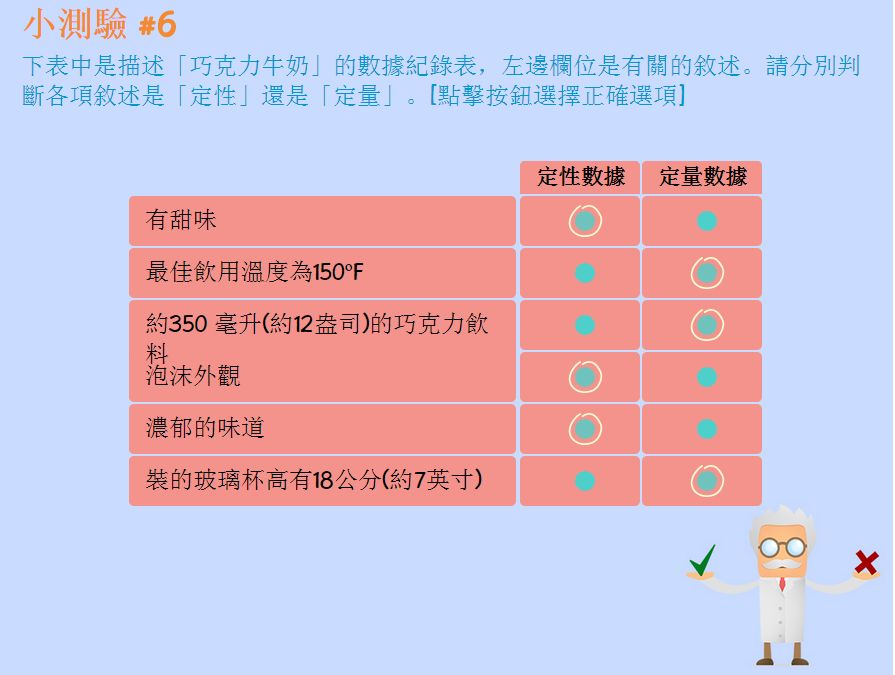 小測驗 #6
下表中是描述「巧克力牛奶」的數據紀錄表，左邊欄位是有關的敘述。請分別判
斷各項敘述是「定性」還是「定量」。[點擊按鈕選擇正確選項]
定性數據 定量數據
有甜味
最佳飲用溫度為150°F
約350 毫升(約12盎司)的巧克力飲
料
泡沫外觀
濃郁的味道
裝的玻璃杯高有18公分(約7英寸)